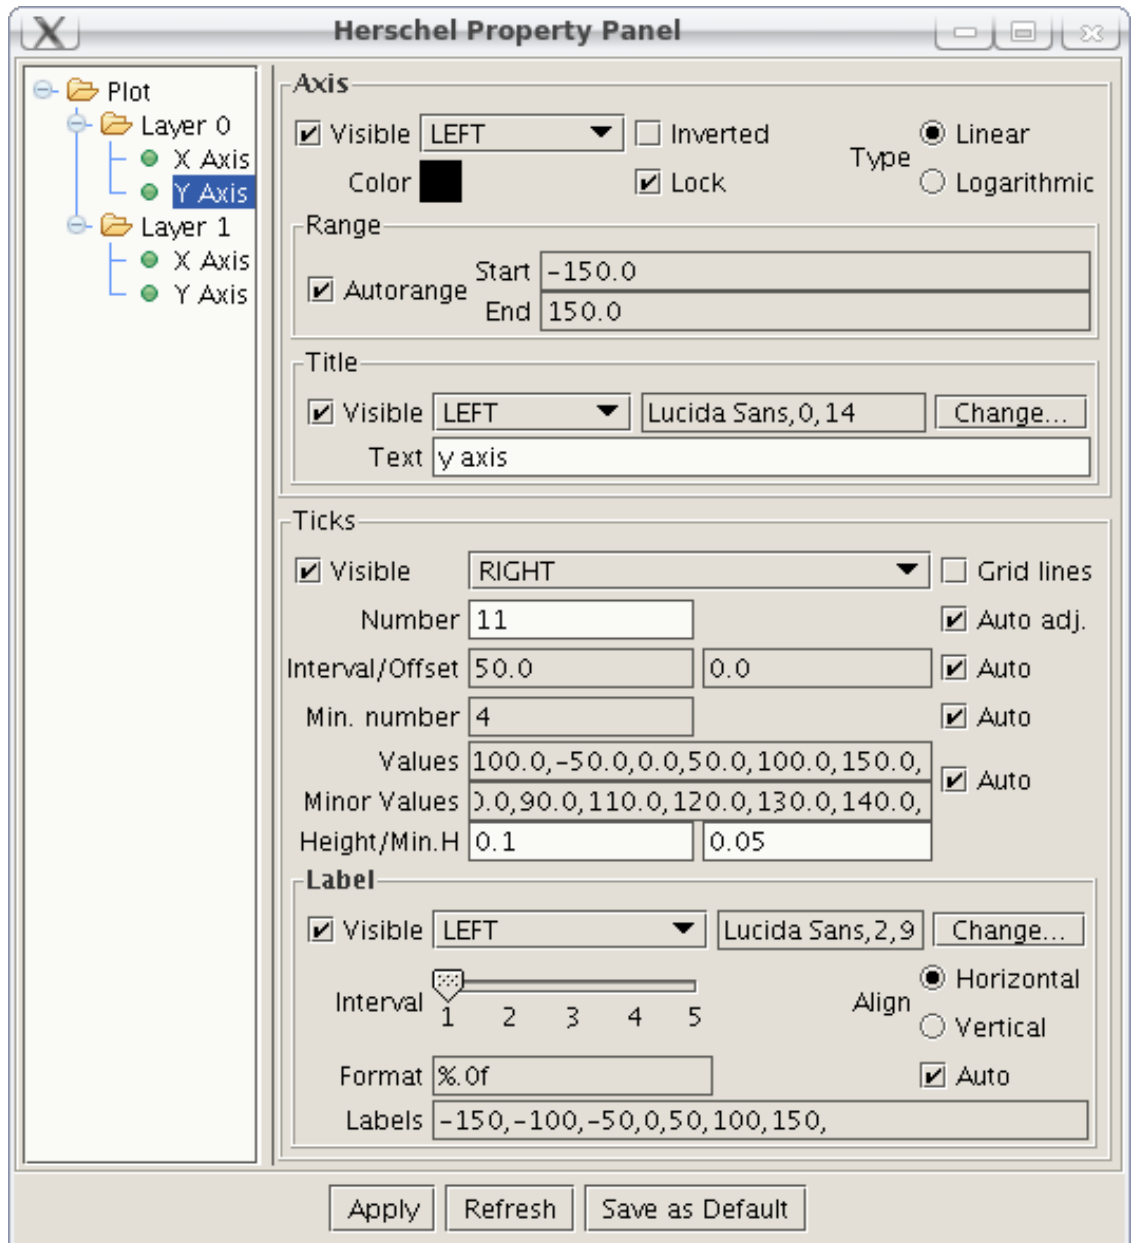 Herschel Property Panel
Plot
Layer 0
X Axis
Y Axis
Layer 1
X Axis
Y Axis
Axis
Visible LEFT Inverted Type Linear
Color Lock Logarithmic
Range
Autorange Start -150.0
End 150.0
Title
Visible LEFT Lucida Sans,0,14 Change...
Text y axis
Ticks
Visible RIGHT Grid lines
Number 11 Auto adj.
Interval/Offset 50.0 0.0 Auto
Min. number 4 Auto
Values 100.0,-50.0,0.0,50.0,100.0,150.0, Auto
Minor Values 0.0,90.0,110.0,120.0,130.0,140.0,
Height/Min.H 0.1 0.05
Label
Visible LEFT Lucida Sans,2,9 Change...
Interval 1 2 3 4 5 Align Horizontal
Vertical
Format %.0f Auto
Labels -150,-100,-50,0,50,100,150,
Apply Refresh Save as Default